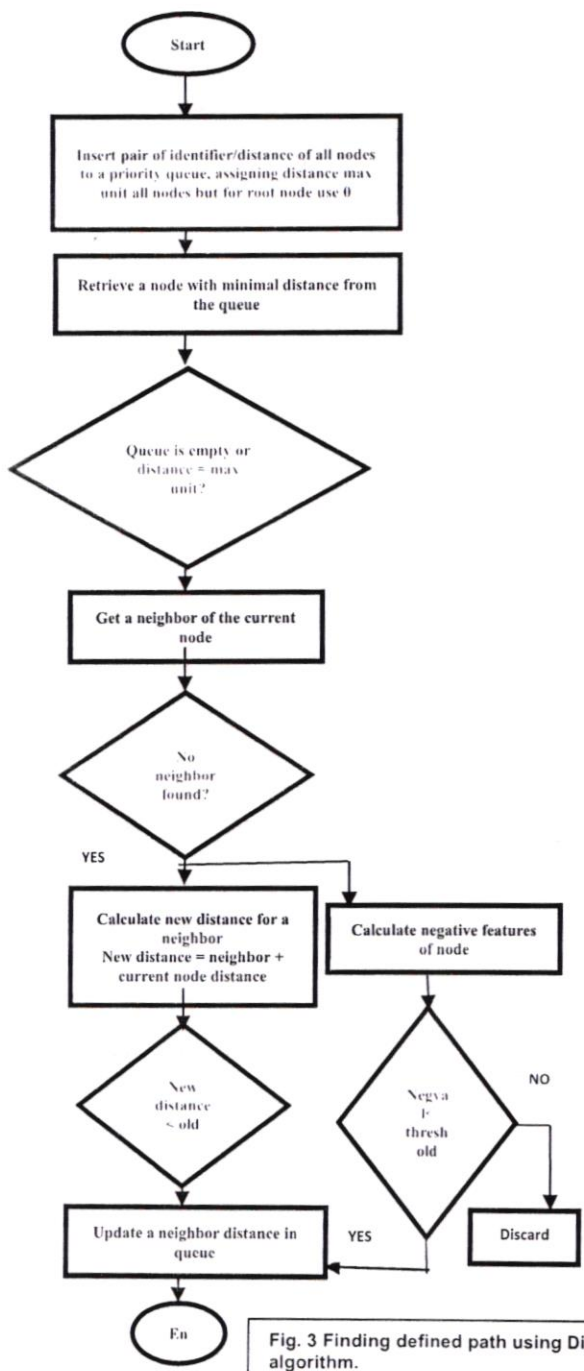 Start
Insert pair of identifier/distance of all nodes
to a priority queue, assigning distance max
unit all nodes but for root node use 0
Retrieve a node with minimal distance from
the queue
Queue is empty or
distance = max
unit?
Get a neighbor of the current
node
No
neighbor
found?
YES
Calculate new distance for a
neighbor
New distance = neighbor +
current node distance
Calculate negative features
of node
New
distance
< old
Negva
thresh
old
NO
Update a neighbor distance in
queue
YES
Discard
En
Fig. 3 Finding defined path using Di
algorithm.